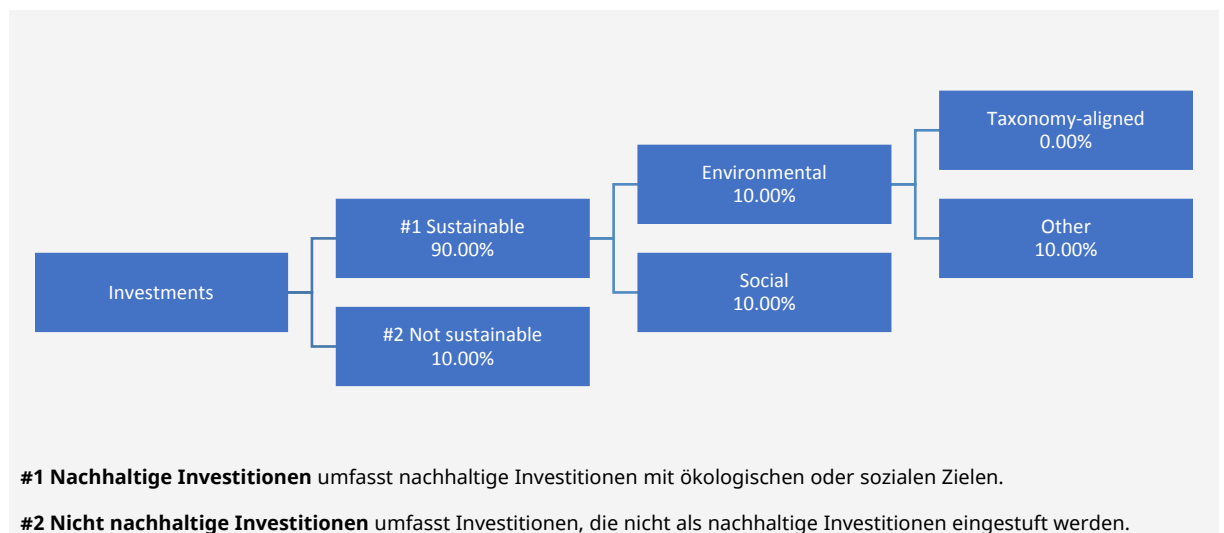 Taxonomy-aligned
0.00%
Environmental
10.00%
#1 Sustainable
90.00%
Other
10.00%
Investments
Social
10.00%
#2 Not sustainable
10.00%
#1 Nachhaltige Investitionen umfasst nachhaltige Investitionen mit ökologischen oder sozialen Zielen.
#2 Nicht nachhaltige Investitionen umfasst Investitionen, die nicht als nachhaltige Investitionen eingestuft werden.